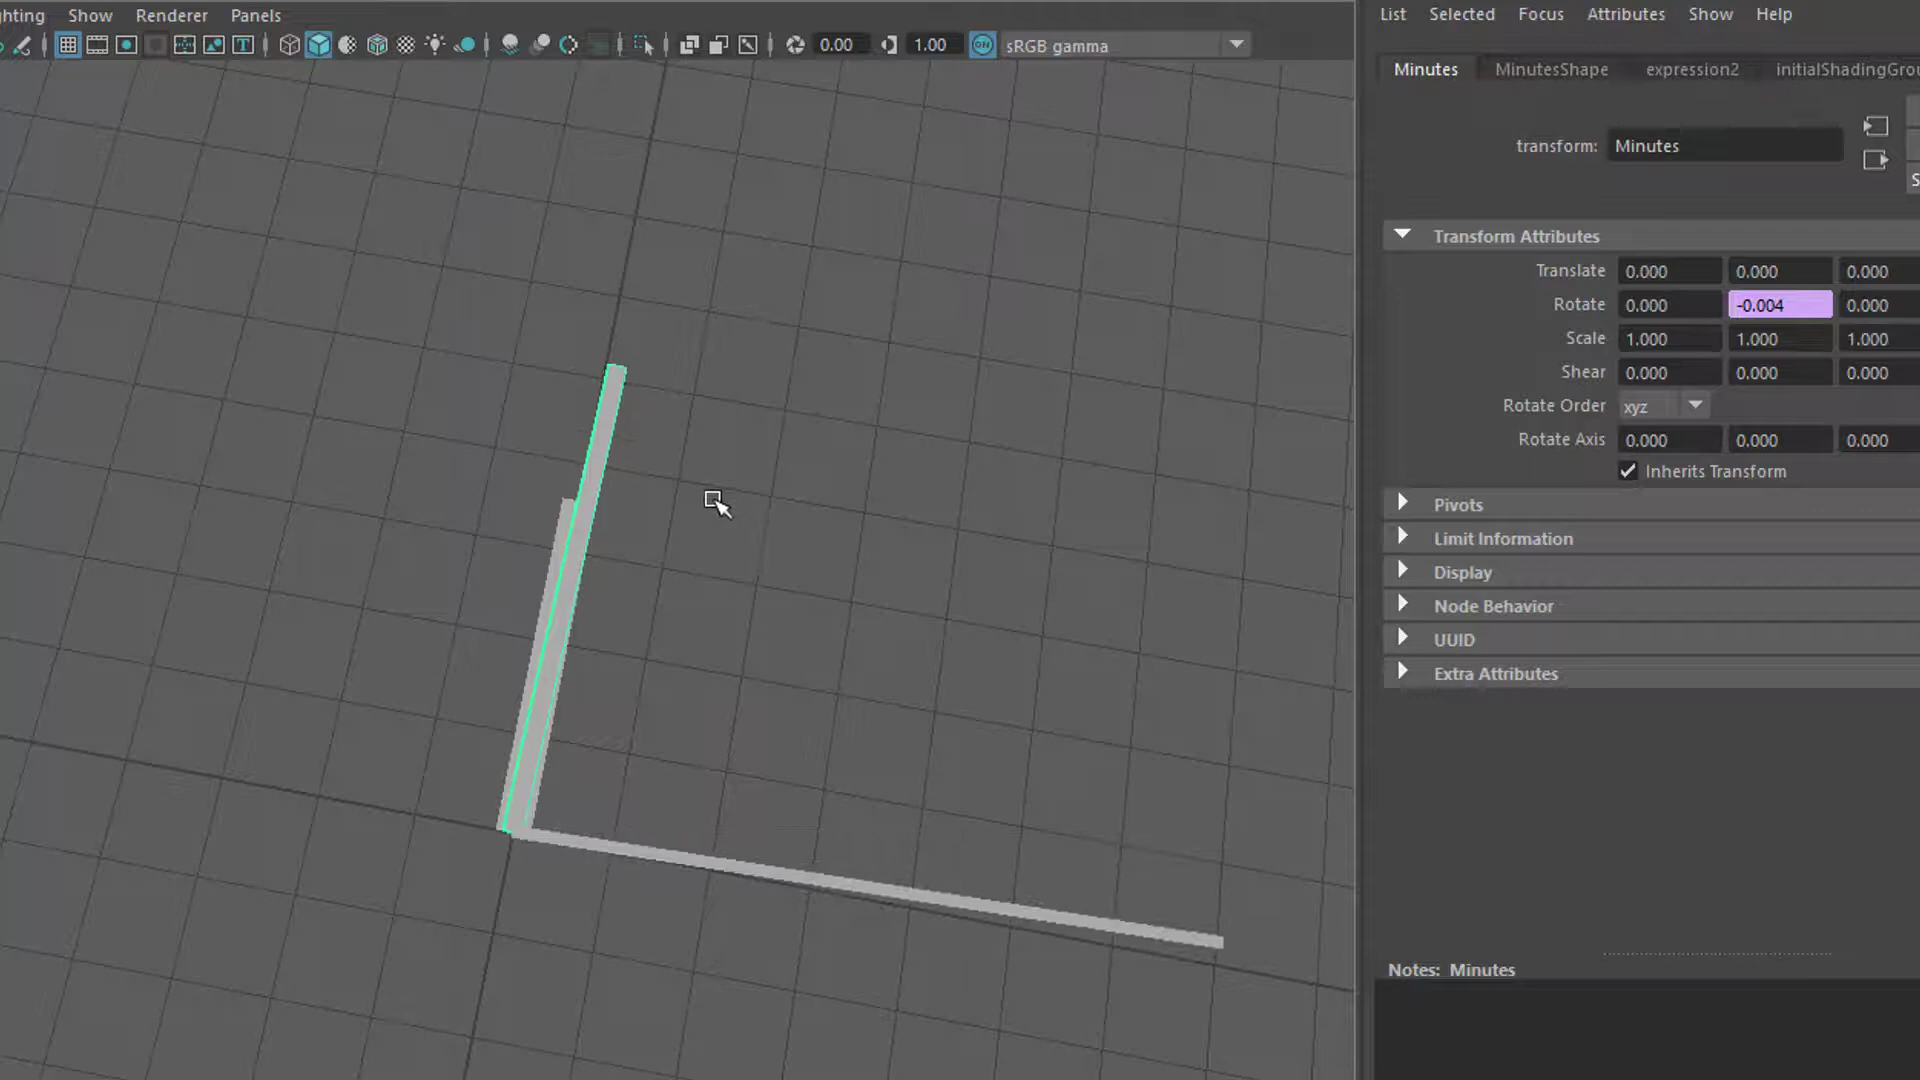 ghting Show Renderer Panels
0.00 1.00 ON sRGB gamma
List Selected Focus Attributes Show Help
Minutes MinutesShape expression2 initialShadingGrou
transform: Minutes
S
Transform Attributes
Translate 0.000 0.000 0.000
Rotate 0.000 -0.004 0.000
Scale 1.000 1.000 1.000
Shear 0.000 0.000 0.000
Rotate Order xyz
Rotate Axis 0.000 0.000 0.000
Inherits Transform
Pivots
Limit Information
Display
Node Behavior
UUID
Extra Attributes
Notes: Minutes